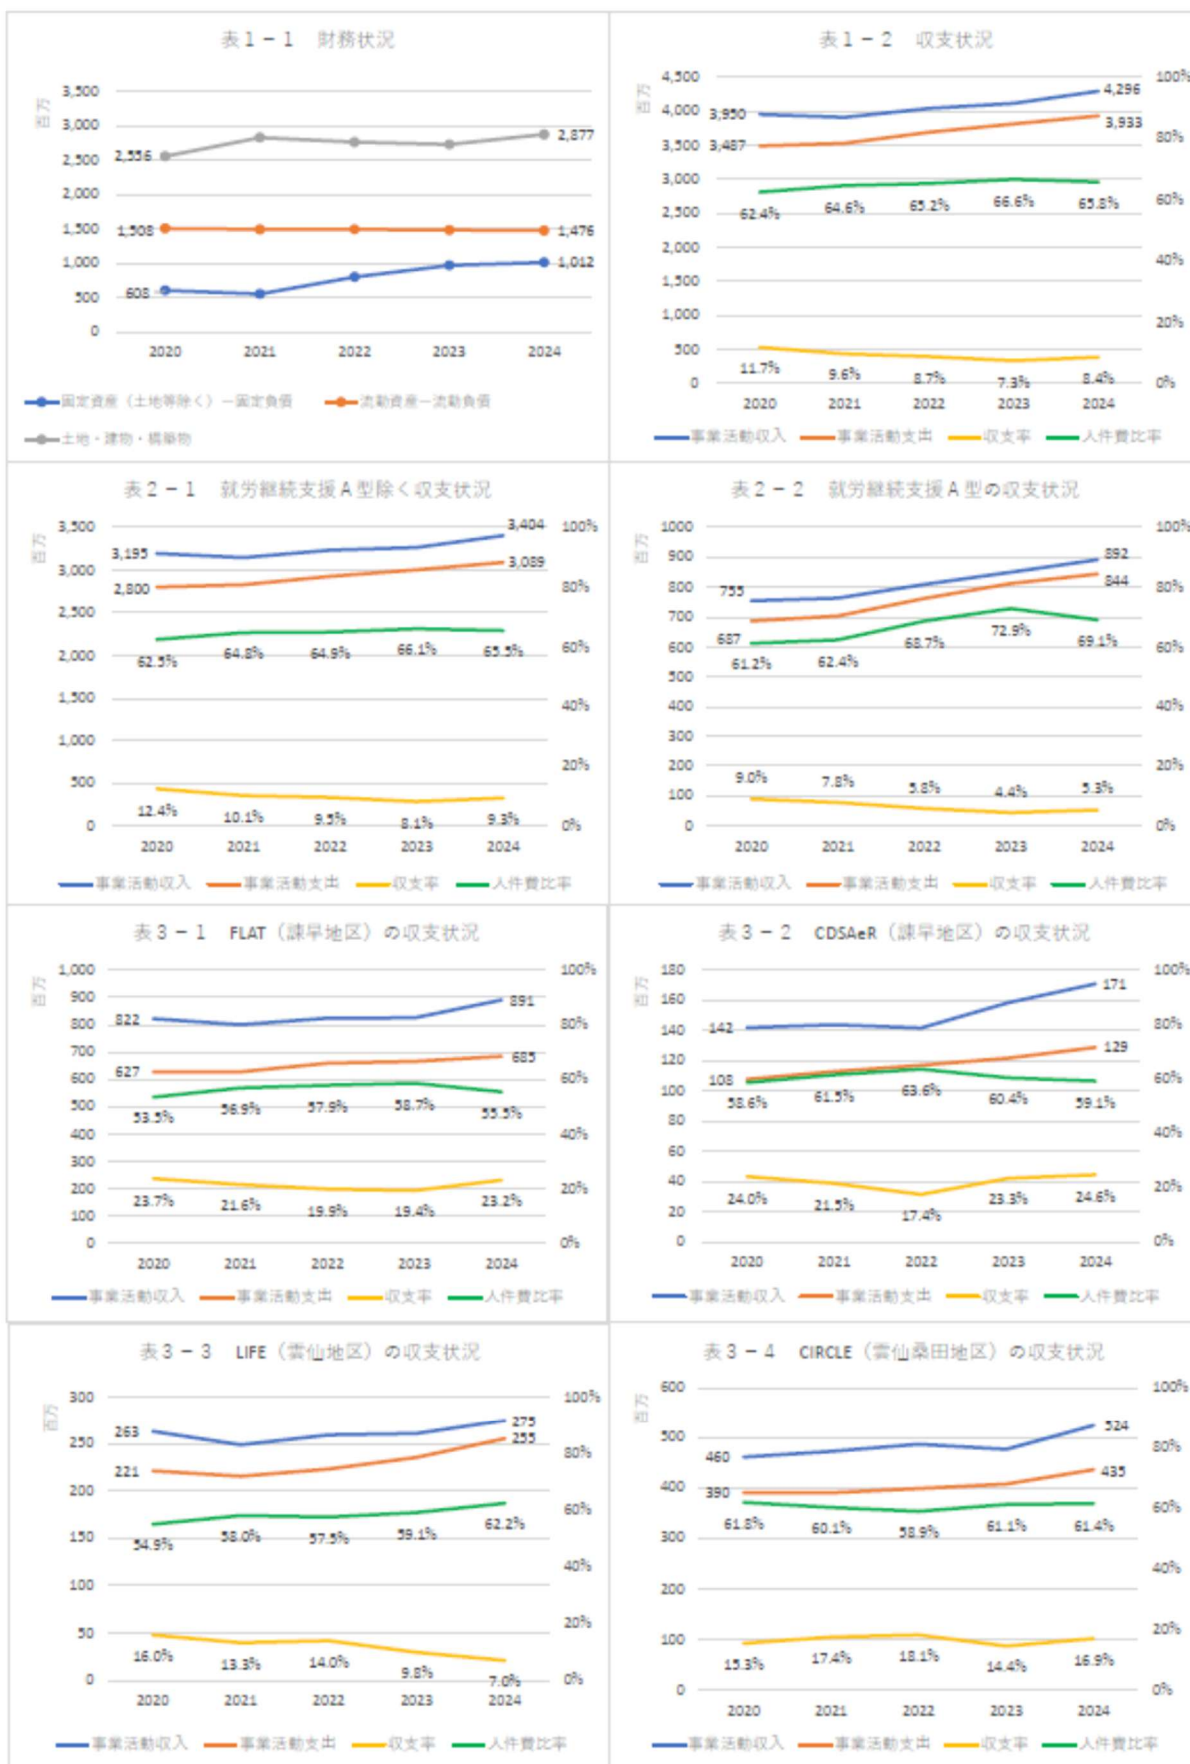 表１－１　財務状況
百万
3,500
3,000
2,500
2,000
1,500
1,000
500
0
2,556
2,877
1,508
1,476
608
1,012
2020 2021 2022 2023 2024
固定資産（土地等除く）－固定負債 流動資産－流動負債
土地・建物・構築物
表１－２　収支状況
百万
4,500 100%
4,000
3,500 80%
3,000
2,500 60%
2,000 40%
1,500
1,000 20%
500
0 0%
3,950 4,296
3,487 3,933
62.4% 64.6% 65.2% 66.6% 65.8%
11.7% 9.6% 8.7% 7.3% 8.4%
2020 2021 2022 2023 2024
事業活動収入 事業活動支出 収支率 人件費比率
表２－１　就労継続支援Ａ型除く収支状況
百万
3,500 100%
3,000 80%
2,500
2,000 60%
1,500 40%
1,000 20%
500
0 0%
3,195 3,404
2,800 3,089
62.5% 64.8% 64.9% 66.1% 65.5%
12.4% 10.1% 9.5% 8.1% 9.3%
2020 2021 2022 2023 2024
事業活動収入 事業活動支出 収支率 人件費比率
表２－２　就労継続支援Ａ型の収支状況
百万
1000 100%
900
800 80%
700
600 60%
500
400 40%
300
200 20%
100
0 0%
755 892
687 844
61.2% 62.4% 68.7% 72.9% 69.1%
9.0% 7.8% 5.8% 4.4% 5.3%
2020 2021 2022 2023 2024
事業活動収入 事業活動支出 収支率 人件費比率
表３－１　FLAT（諫早地区）の収支状況
百万
1,000 100%
900
800 80%
700
600 60%
500
400 40%
300
200 20%
100
0 0%
822 891
627 685
53.5% 56.9% 57.9% 58.7% 55.5%
23.7% 21.6% 19.9% 19.4% 23.2%
2020 2021 2022 2023 2024
事業活動収入 事業活動支出 収支率 人件費比率
表３－２　CDSAeR（諫早地区）の収支状況
百万
180 100%
160
140 80%
120
100 60%
80
60 40%
40 20%
20
0 0%
142 171
108 129
58.6% 61.5% 63.6% 60.4% 59.1%
24.0% 21.5% 17.4% 23.3% 24.6%
2020 2021 2022 2023 2024
事業活動収入 事業活動支出 収支率 人件費比率
表３－３　LIFE（雲仙地区）の収支状況
百万
300 100%
250 80%
200 60%
150
100 40%
50 20%
0 0%
263 275
221 255
54.9% 58.0% 57.5% 59.1% 62.2%
16.0% 13.3% 14.0% 9.8% 7.0%
2020 2021 2022 2023 2024
事業活動収入 事業活動支出 収支率 人件費比率
表３－４　CIRCLE（雲仙桑田地区）の収支状況
百万
600 100%
500 80%
400 60%
300 40%
200
100 20%
0 0%
460 524
390 435
61.8% 60.1% 58.9% 61.1% 61.4%
15.3% 17.4% 18.1% 14.4% 16.9%
2020 2021 2022 2023 2024
事業活動収入 事業活動支出 収支率 人件費比率